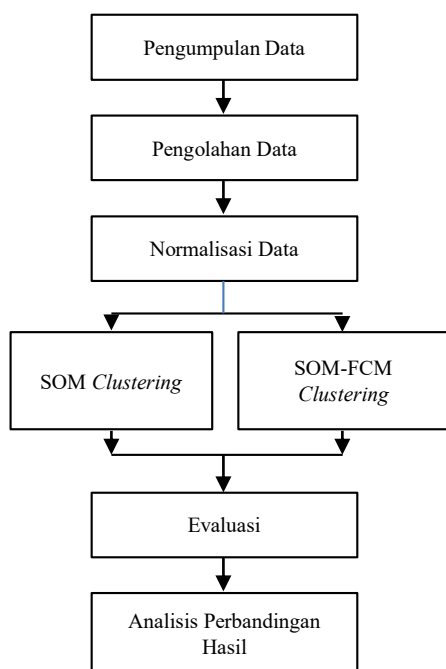 Pengumpulan Data
Pengolahan Data
Normalisasi Data
SOM Clustering
SOM-FCM
Clustering
Evaluasi
Analisis Perbandingan
Hasil